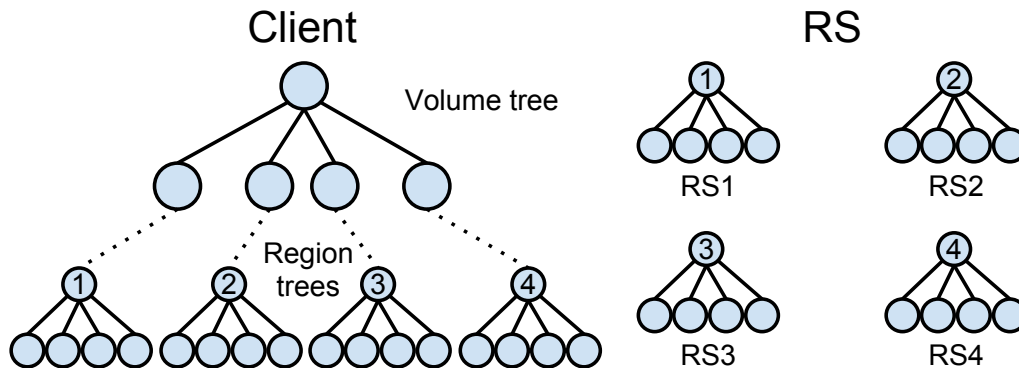 Client
Volume tree
Region
trees
1
2
3
4
RS
1
RS1
2
RS2
3
RS3
4
RS4